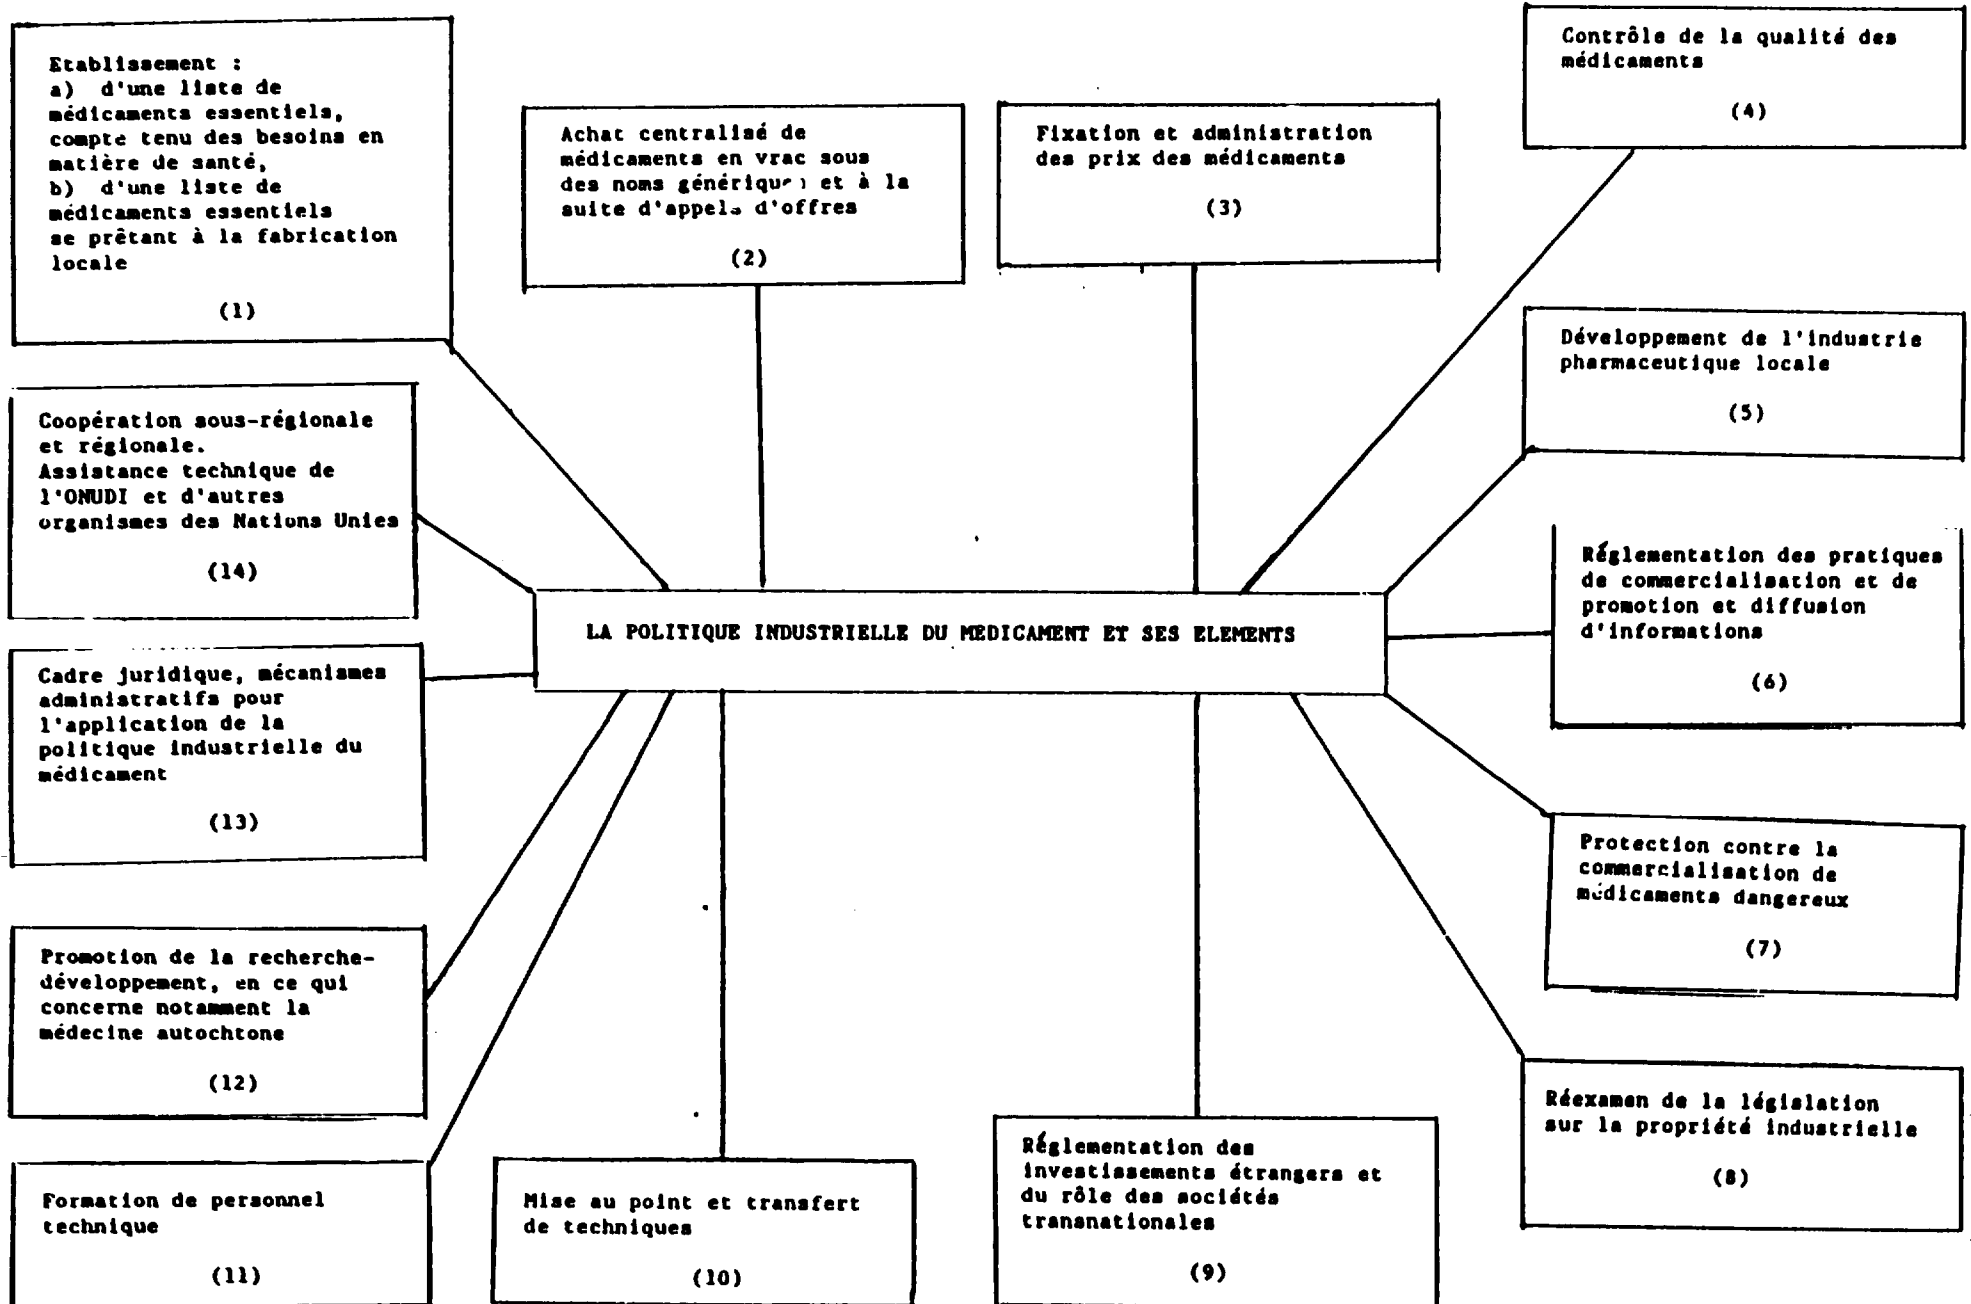 Etablissement :
a) d'une liste de
médicaments essentiels,
compte tenu des besoins en
matière de santé,
b) d'une liste de
médicaments essentiels
se prêtant à la fabrication
locale
(1)
Achat centralisé de
médicaments en vrac sous
des noms génériqu et à la
suite d'appels d'offres
(2)
Fixation et administration
des prix des médicaments
(3)
Contrôle de la qualité des
médicaments
(4)
Développement de l'industrie
pharmaceutique locale
(5)
Réglementation des pratiques
de commercialisation et de
promotion et diffusion
d'informations
(6)
Protection contre la
commercialisation de
médicaments dangereux
(7)
Réexamen de la législation
sur la propriété industrielle
(8)
Réglementation des
investissements étrangers et
du rôle des sociétés
transnationales
(9)
Mise au point et transfert
de techniques
(10)
Formation de personnel
technique
(11)
Promotion de la recherche-
développement, en ce qui
concerne notamment la
médecine autochtone
(12)
Cadre juridique, mécanismes
administratifs pour
l'application de la
politique industrielle du
médicament
(13)
Coopération sous-régionale
et régionale.
Assistance technique de
l'ONUDI et d'autres
organismes des Nations Unies
(14)
LA POLITIQUE INDUSTRIELLE DU MEDICAMENT ET SES ELEMENTS